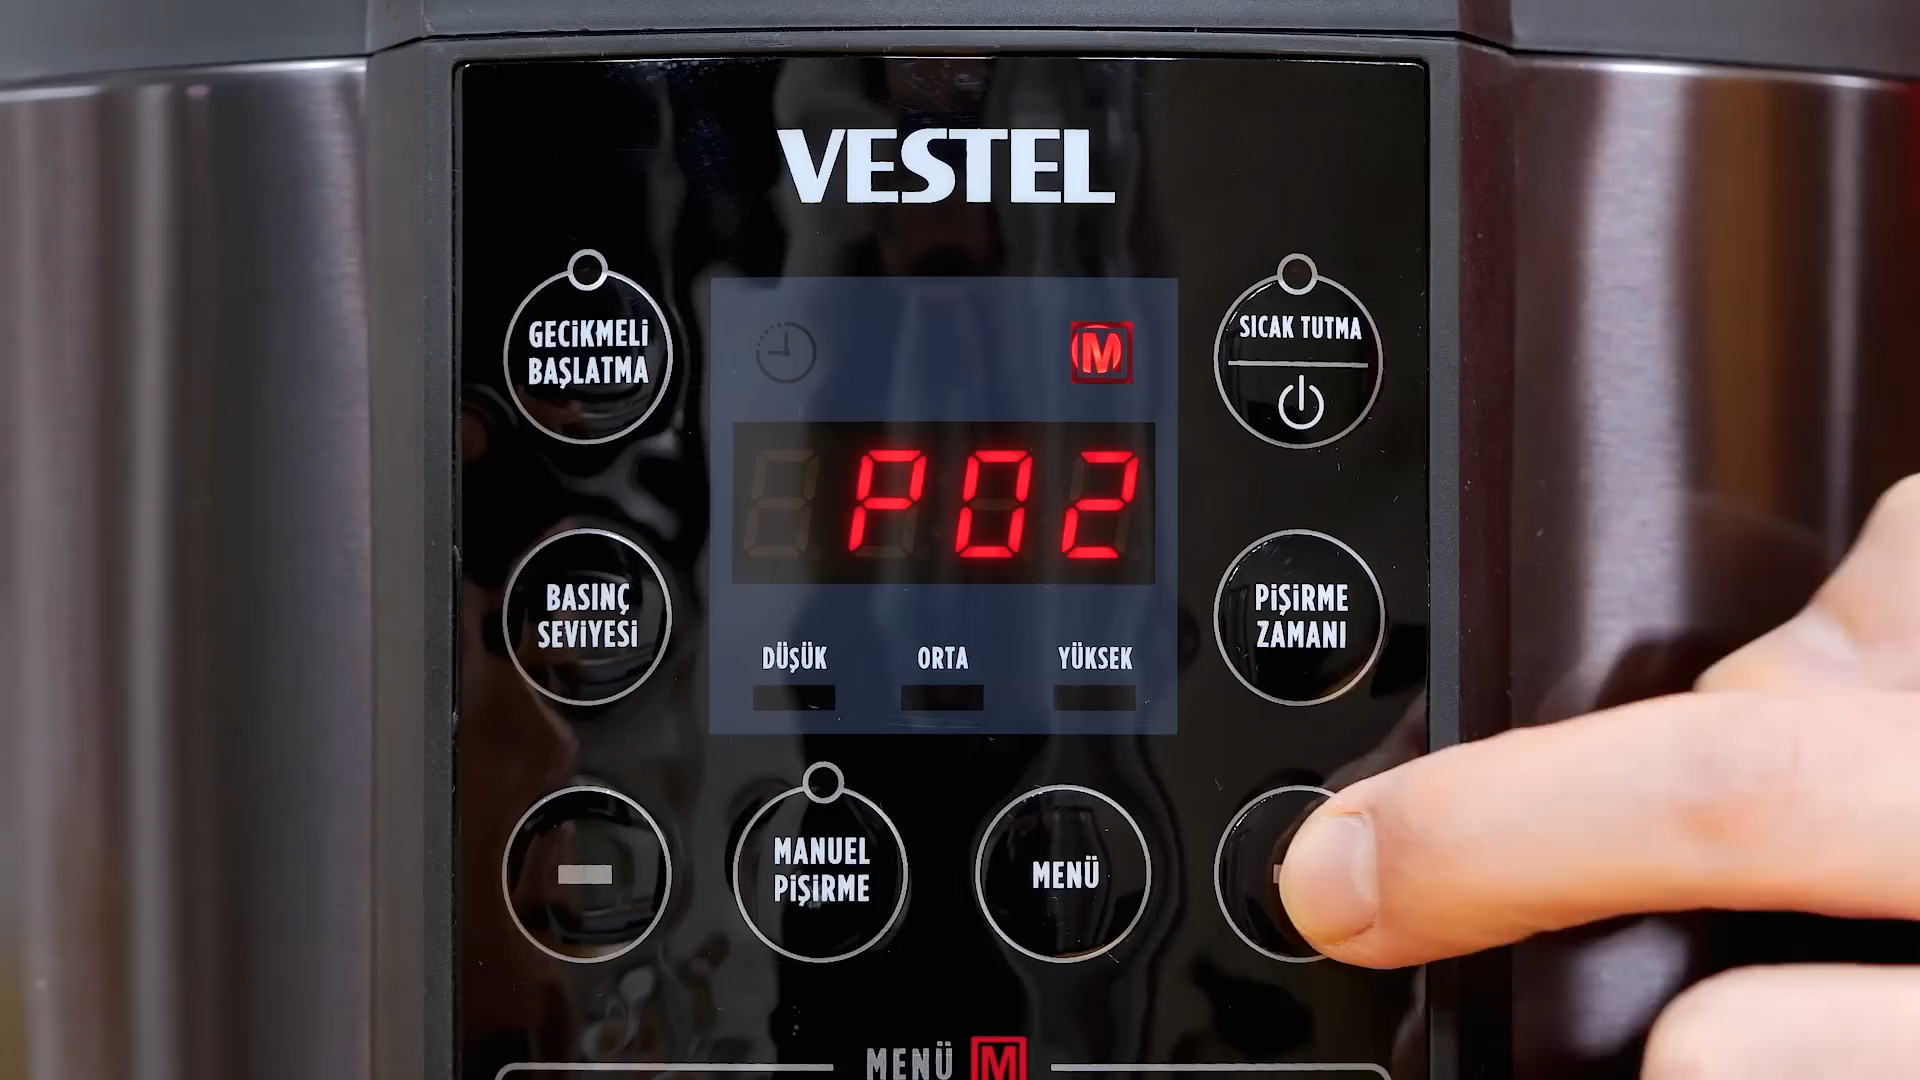 VESTEL
GECİKMELİ
BAŞLATMA
SICAK TUTMA
M
P02
BASINÇ
SEVİYESİ
PİŞİRME
ZAMANI
DÜŞÜK ORTA YÜKSEK
MANUEL
PİŞİRME
MENÜ
MENÜ M